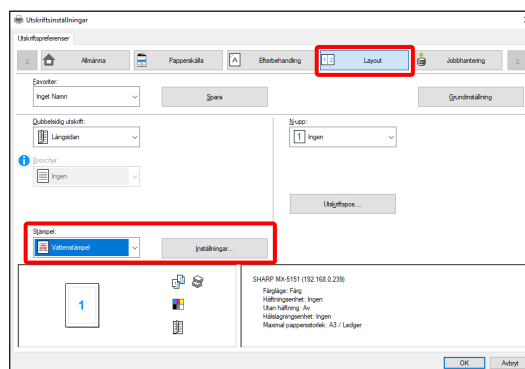 Utskriftsinställningar
Utskriftspreferenser
Allmänna Papperskälla Efterbehandling Layout Jobbhantering
Favoriter:
Inget Namn Spara Grundinställning
Dubbelsidig utskrift: N-upp:
Långsidan 1 Ingen
Broschyr:
Ingen
Utskriftspos...
Stämpel:
Vattenstämpel Inställningar...
1
SHARP MX-5151 (192.168.0.239)
Färgläge: Färg
Häftningsenhet: Ingen
Utan häftning: Av
Hålslagningsenhet: Ingen
Maximal pappersstorlek: A3 / Ledger
OK Avbryt